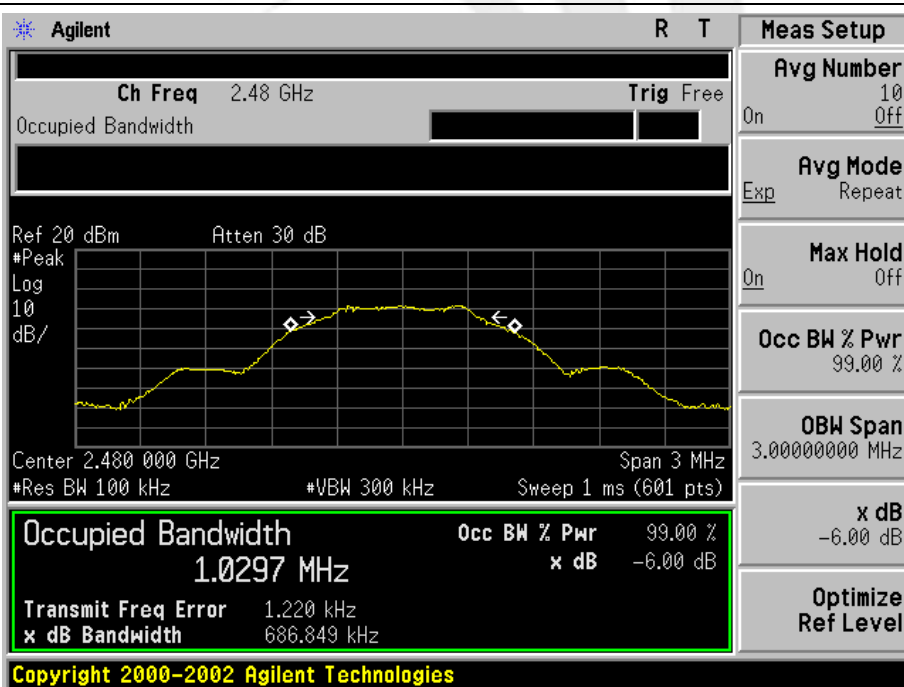 Agilent R T
Ch Freq 2.48 GHz Trig Free
Occupied Bandwidth
Ref 20 dBm Atten 30 dB
#Peak
Log
10
dB/
Center 2.480 000 GHz Span 3 MHz
#Res BW 100 kHz #VBW 300 kHz Sweep 1 ms (601 pts)
Occupied Bandwidth Occ BW % Pwr 99.00 %
1.0297 MHz x dB -6.00 dB
Transmit Freq Error 1.220 kHz
x dB Bandwidth 686.849 kHz
Copyright 2000-2002 Agilent Technologies
Meas Setup
Avg Number
10
On Off
Avg Mode
Exp Repeat
Max Hold
On Off
Occ BW % Pwr
99.00 %
OBW Span
3.00000000 MHz
x dB
-6.00 dB
Optimize
Ref Level